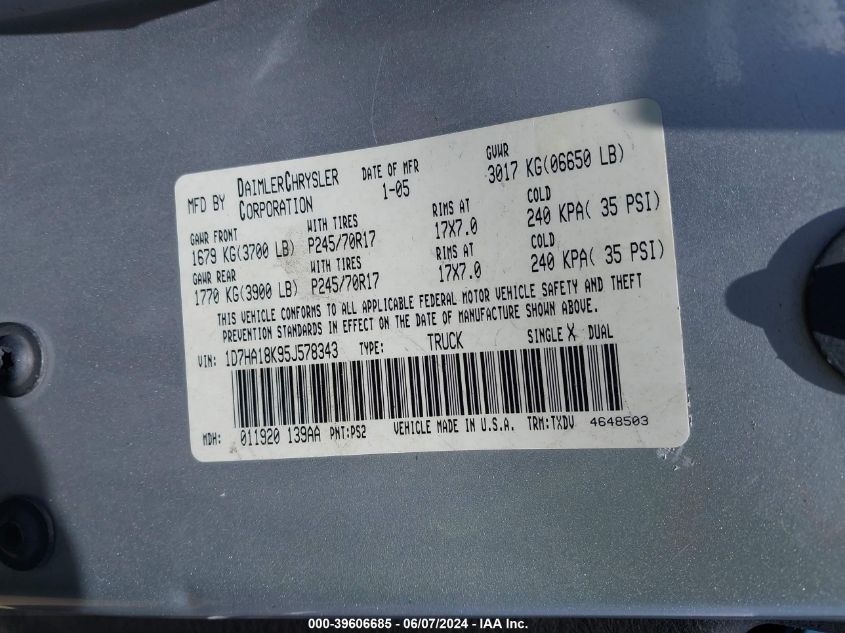 MFD BY DAIMLERCHRYSLER CORPORATION DATE OF MFR 1-05 GVWR 3017 KG(06650 LB)
GAWR FRONT WITH TIRES RIMS AT COLD
1679 KG(3700 LB) P245/70R17 17X7.0 240 KPA( 35 PSI)
GAWR REAR WITH TIRES RIMS AT COLD
1770 KG(3900 LB) P245/70R17 17X7.0 240 KPA( 35 PSI)
THIS VEHICLE CONFORMS TO ALL APPLICABLE FEDERAL MOTOR VEHICLE SAFETY AND THEFT
PREVENTION STANDARDS IN EFFECT ON THE DATE OF MANUFACTURE SHOWN ABOVE.
VIN: 1D7HA18K95J578343 TYPE: TRUCK SINGLE X DUAL
MDH: 011920 139AA PNT:PS2 VEHICLE MADE IN U.S.A. TRM:TXDV 4648503
000-39606685 - 06/07/2024 - IAA, Inc.